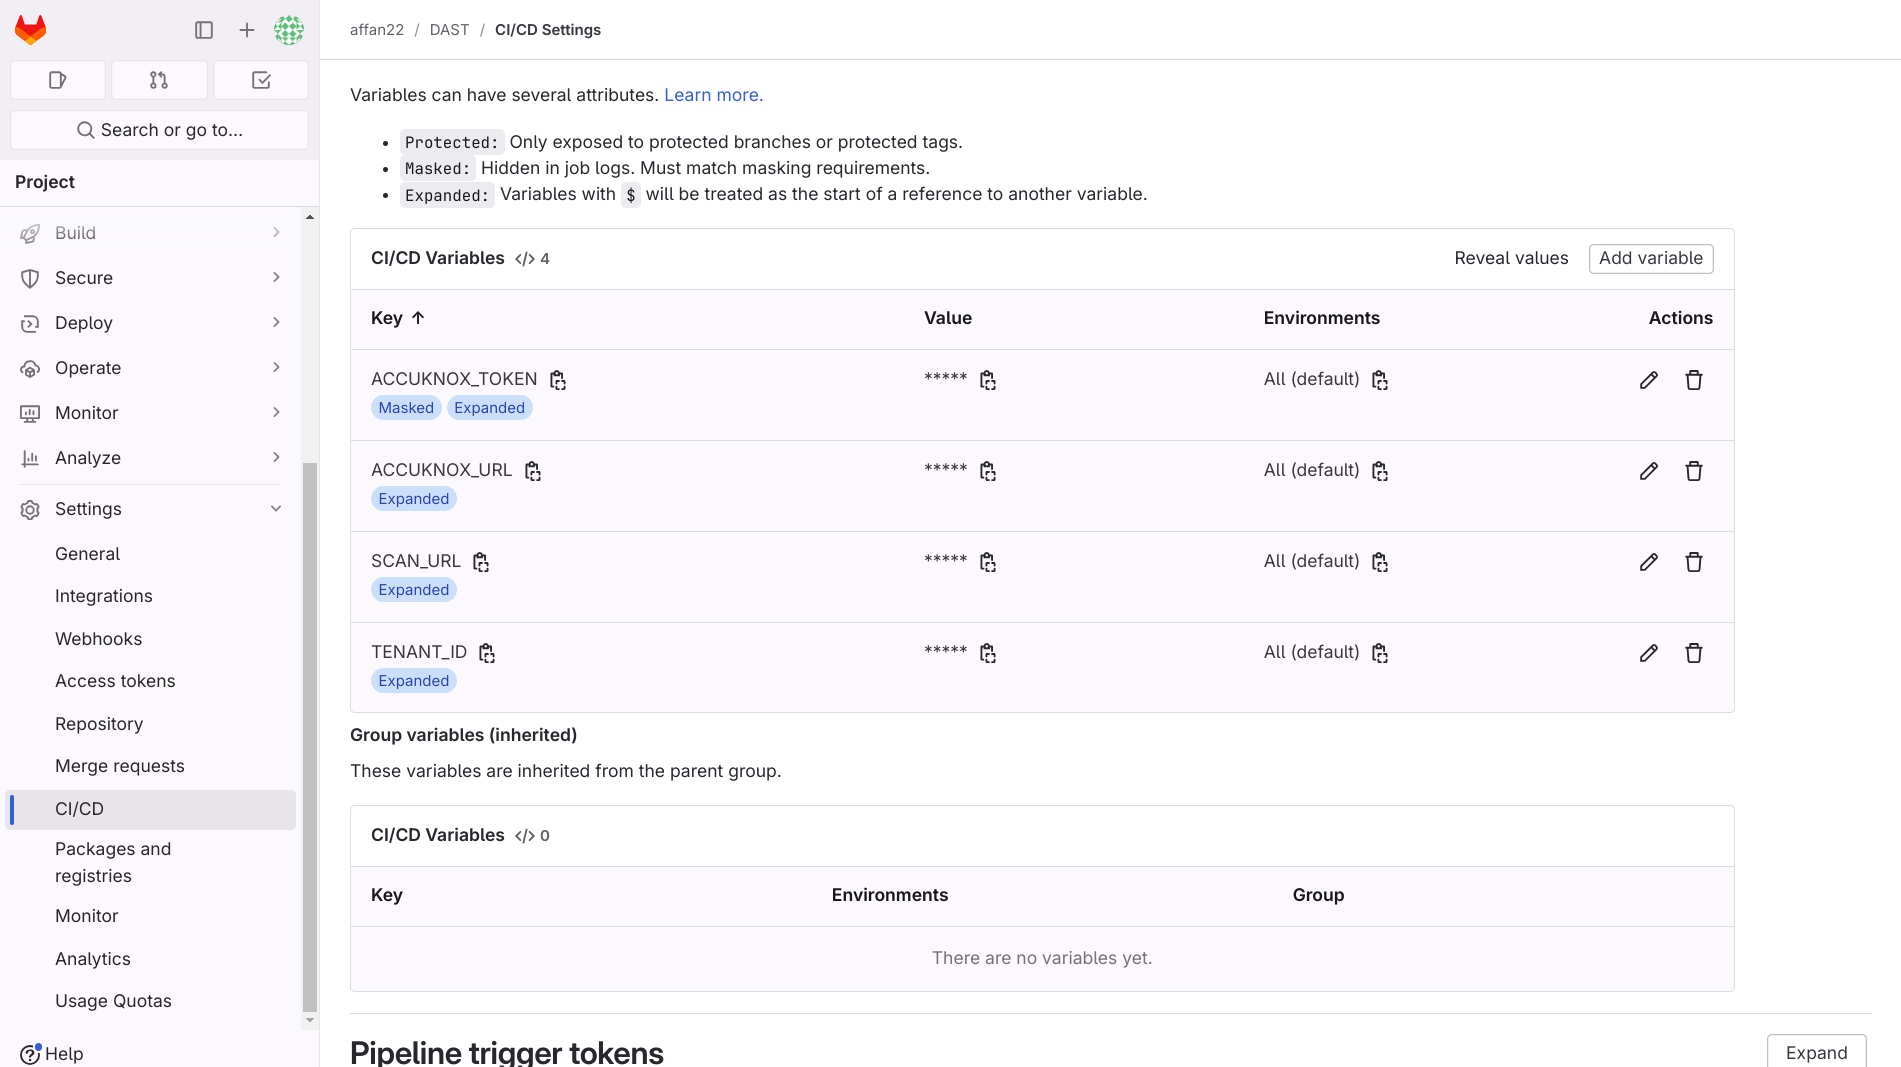 affan22 / DAST / CI/CD Settings
Search or go to...
Project
Build
Secure
Deploy
Operate
Monitor
Analyze
Settings
General
Integrations
Webhooks
Access tokens
Repository
Merge requests
CI/CD
Packages and
registries
Monitor
Analytics
Usage Quotas
Help
Variables can have several attributes. Learn more.
• Protected: Only exposed to protected branches or protected tags.
• Masked: Hidden in job logs. Must match masking requirements.
• Expanded: Variables with $ will be treated as the start of a reference to another variable.
CI/CD Variables </> 4 Reveal values Add variable
Key ↑ Value Environments Actions
ACCUKNOX_TOKEN ***** All (default)
Masked Expanded
ACCUKNOX_URL ***** All (default)
Expanded
SCAN_URL ***** All (default)
Expanded
TENANT_ID ***** All (default)
Expanded
Group variables (inherited)
These variables are inherited from the parent group.
CI/CD Variables </> 0
Key Environments Group
There are no variables yet.
Pipeline trigger tokens Expand